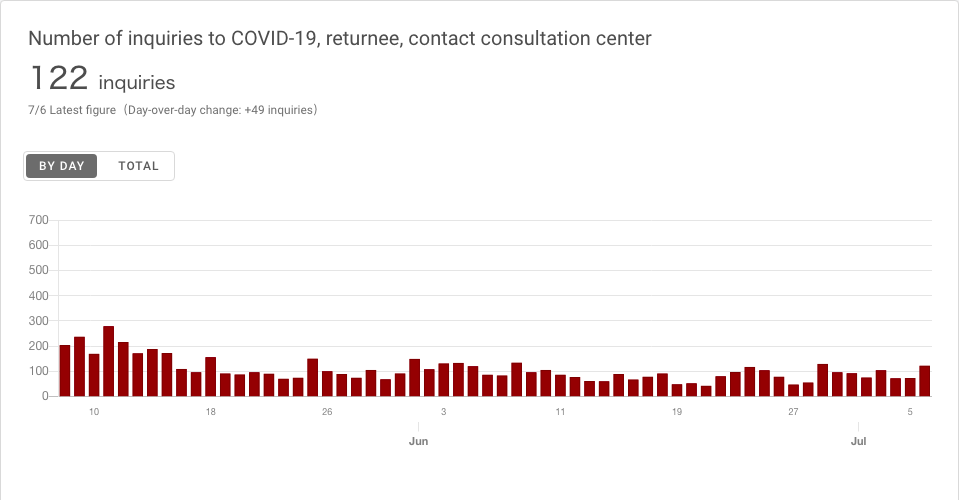 Number of inquiries to COVID-19, returnee, contact consultation center
122 inquiries
7/6 Latest figure（Day-over-day change: +49 inquiries）
BY DAY TOTAL
700
600
500
400
300
200
100
0
10 18 26 3 11 19 27 5
Jun Jul